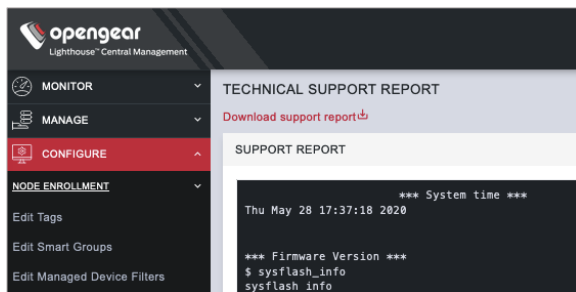 opengear
Lighthouse™ Central Management
MONITOR
MANAGE
CONFIGURE
NODE ENROLLMENT
Edit Tags
Edit Smart Groups
Edit Managed Device Filters
TECHNICAL SUPPORT REPORT
Download support report
SUPPORT REPORT
*** System time ***
Thu May 28 17:37:18 2020
*** Firmware Version ***
$ sysflash_info
sysflash info